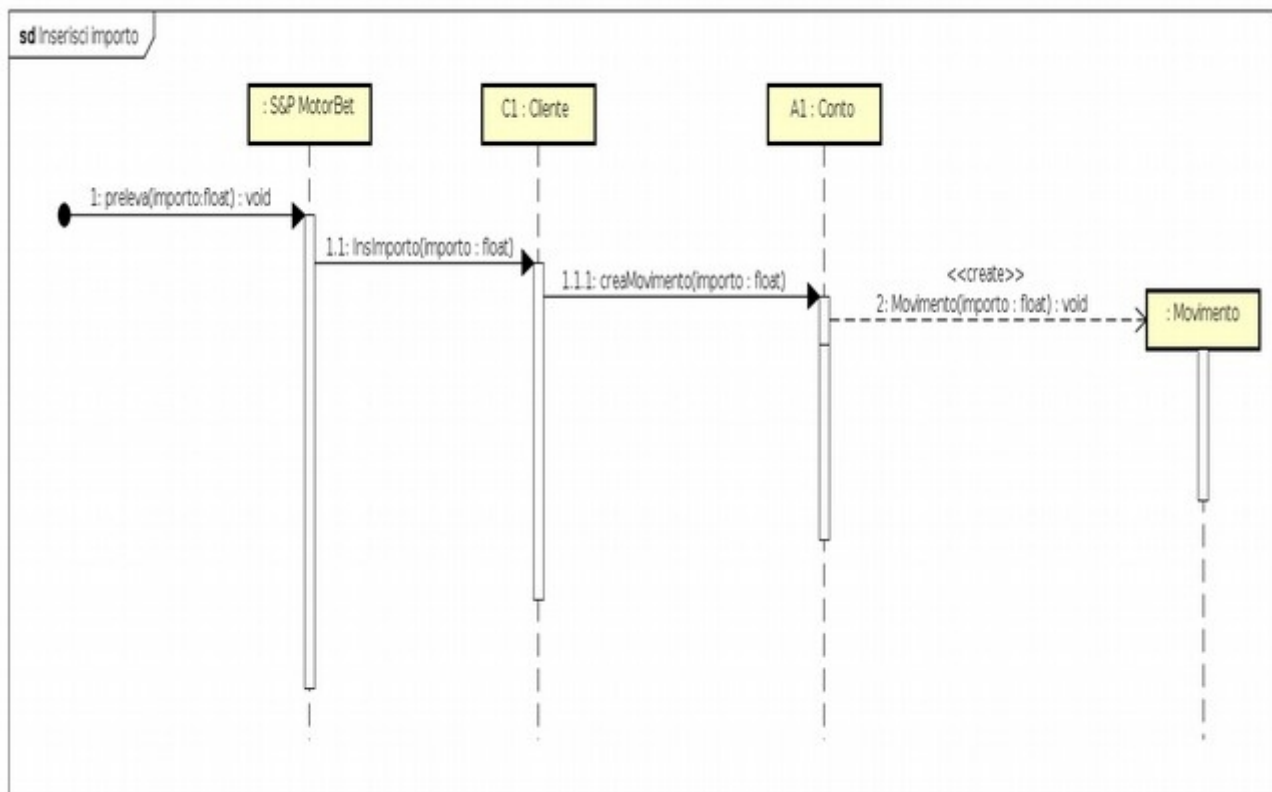 sd Inserisci importo
: S&P MotorBet
C1 : Cliente
A1 : Conto
1: preleva(importo:float) : void
1.1: InsImporto(importo : float)
1.1.1: creaMovimento(importo : float)
<<create>>
2: Movimento(importo : float) : void
: Movimento